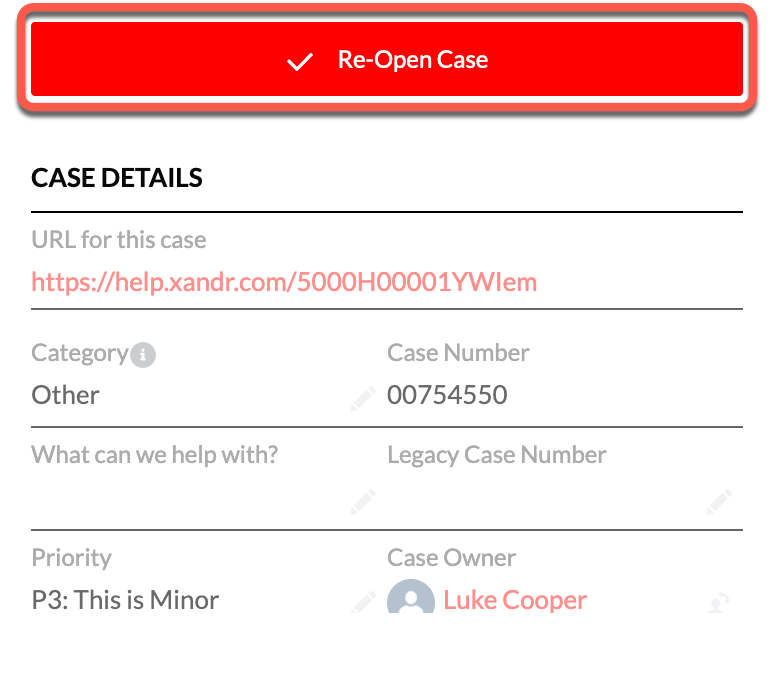 Re-Open Case
CASE DETAILS
URL for this case
https://help.xandr.com/5000H00001YWIem
Category
Case Number
Other
00754550
What can we help with?
Legacy Case Number
Priority
Case Owner
P3: This is Minor
Luke Cooper